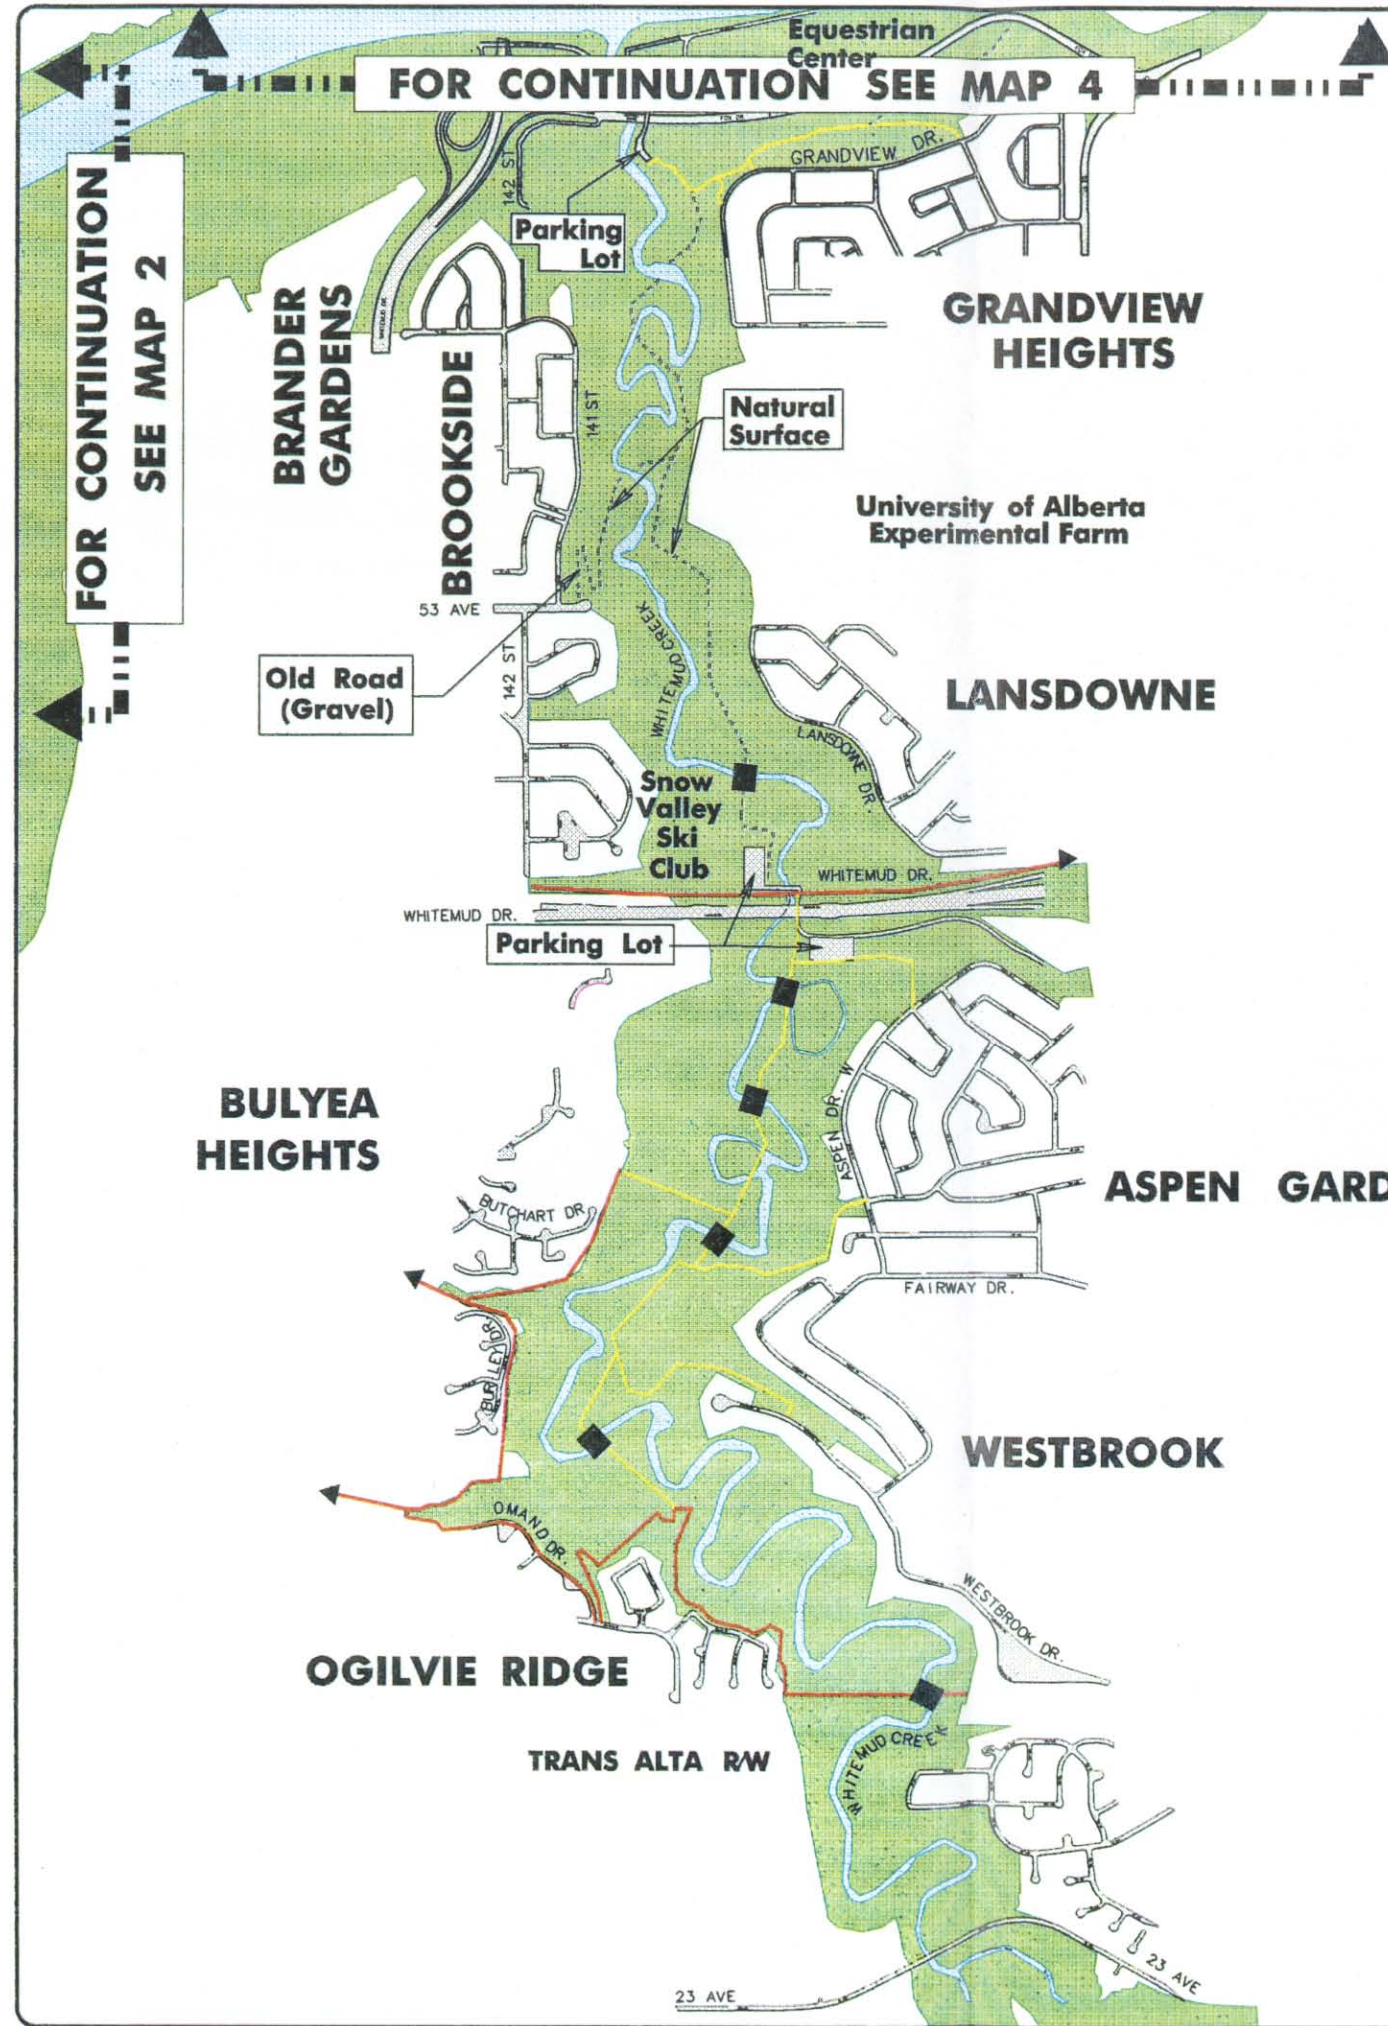 Equestrian
Center
FOR CONTINUATION SEE MAP 4
FOR CONTINUATION
SEE MAP 2
GRANDVIEW DR.
142 ST
Parking
Lot
BRANDER
GARDENS
GRANDVIEW
HEIGHTS
BROOKSIDE
141 ST
Natural
Surface
University of Alberta
Experimental Farm
53 AVE
WHITEMUD CREEK
142 ST
Old Road
(Gravel)
LANSDOWNE
LANSDOWNE DR.
Snow
Valley
Ski
Club
WHITEMUD DR.
WHITEMUD DR.
Parking Lot
BULYEA
HEIGHTS
ASPEN DR. W
ASPEN GARD
BUTCHART DR
FAIRWAY DR.
BURLEY DR.
WESTBROOK
OMAND DR.
WESTBROOK DR.
OGILVIE RIDGE
TRANS ALTA R/W
WHITEMUD CREEK
23 AVE
23 AVE